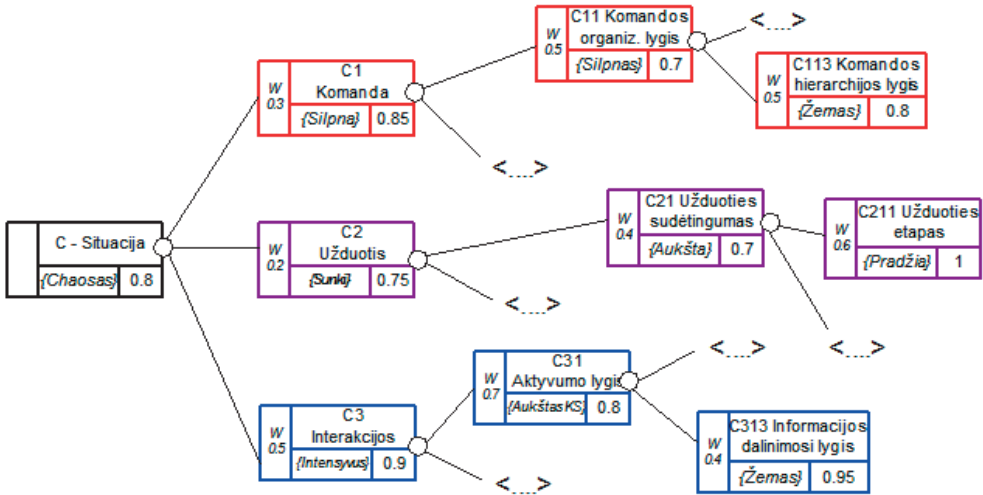 C - Situacija
{Chaosas} 0.8
W 0.3
C1
Komanda
{Silpna} 0.85
<....>
W 0.5
C11 Komandos
organiz. lygis
{Silpnas} 0.7
<....>
W 0.5
C113 Komandos
hierarchijos lygis
{Žemas} 0.8
W 0.2
C2
Užduotis
{Sunki} 0.75
<....>
W 0.4
C21 Užduoties
sudėtingumas
{Aukšta} 0.7
<....>
W 0.6
C211 Užduoties
etapas
{Pradžia} 1
W 0.5
C3
Interakcijos
{Intensyvus} 0.9
<....>
W 0.7
C31
Aktyvumo lygis
{AukštasKS} 0.8
<....>
W 0.4
C313 Informacijos
dalinimosi lygis
{Žemas} 0.95